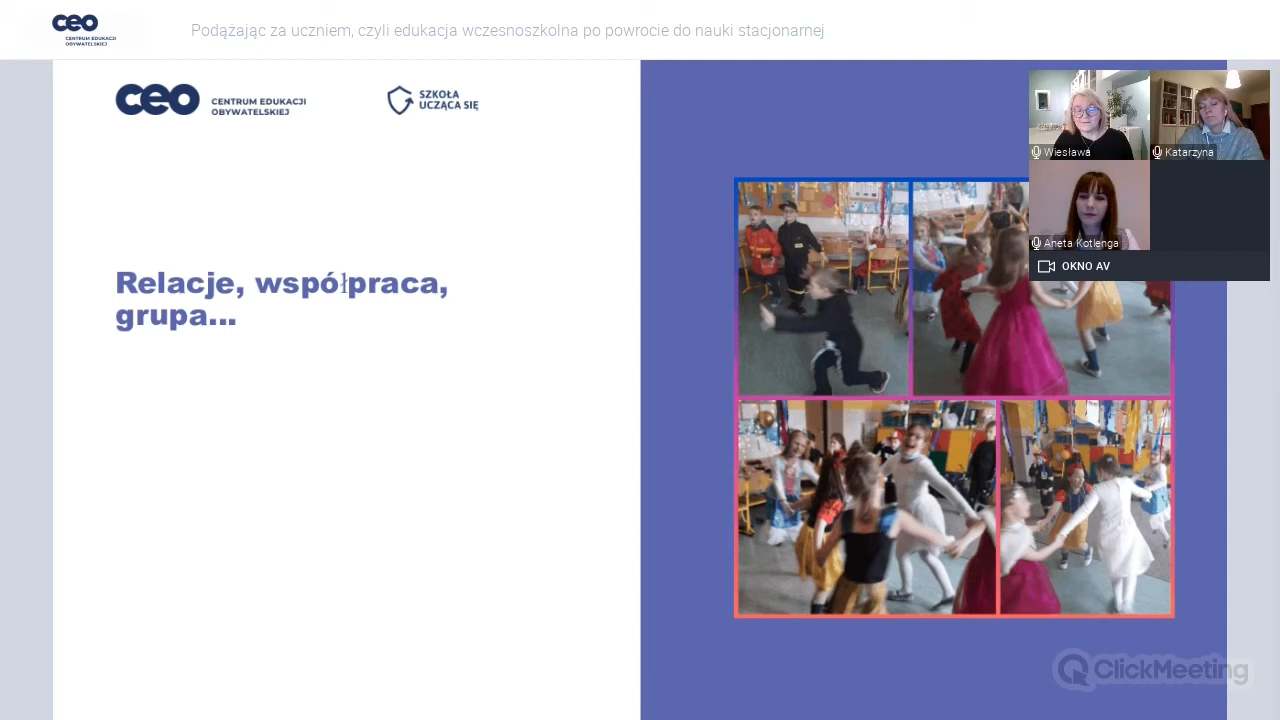 ceo
CENTRUM EDUKACJI
OBYWATELSKIEJ
Podążając za uczniem, czyli edukacja wczesnoszkolna po powrocie do nauki stacjonarnej
ceo
CENTRUM EDUKACJI
OBYWATELSKIEJ
SZKOŁA
UCZĄCA SIĘ
Wiesława
Katarzyna
Aneta Kotlenga
OKNO AV
Relacje, współpraca,
grupa...
ClickMeeting